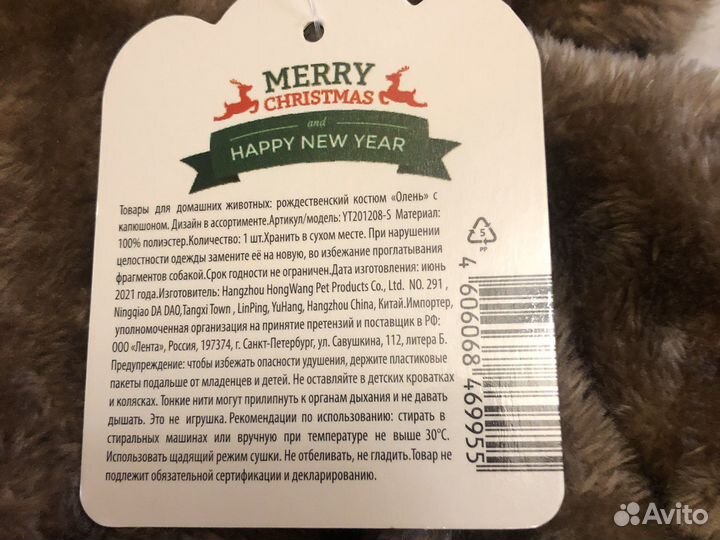 MERRY
CHRISTMAS
and
HAPPY NEW YEAR
Товары для домашних животных: рождественский костюм «Олень» с
капюшоном. Дизайн в ассортименте.Артикул/модель: YT201208-S Материал:
100% полиэстер.Количество: 1 шт.Хранить в сухом месте. При нарушении
целостности одежды замените её на новую, во избежание проглатывания
фрагментов собакой.Срок годности не ограничен.Дата изготовления: июнь
2021 года.Изготовитель: Hangzhou HongWang Pet Products Co., Ltd. NO. 291 ,
Ningqiao DA DAO,Tangxi Town , LinPing, YuHang, Hangzhou China, Китай.Импортер,
уполномоченная организация на принятие претензий и поставщик в РФ:
ООО «Лента», Россия, 197374, г. Санкт-Петербург, ул. Савушкина, 112, литера Б.
Предупреждение: чтобы избежать опасности удушения, держите пластиковые
пакеты подальше от младенцев и детей. Не оставляйте в детских кроватках
и колясках. Тонкие нити могут прилипнуть к органам дыхания и не давать
дышать. Это не игрушка. Рекомендации по использованию: стирать в
стиральных машинах или вручную при температуре не выше 30°С.
Использовать щадящий режим сушки. Не отбеливать, не гладить.Товар не
подлежит обязательной сертификации и декларированию.
5
PP
4 606068 469955
Avito